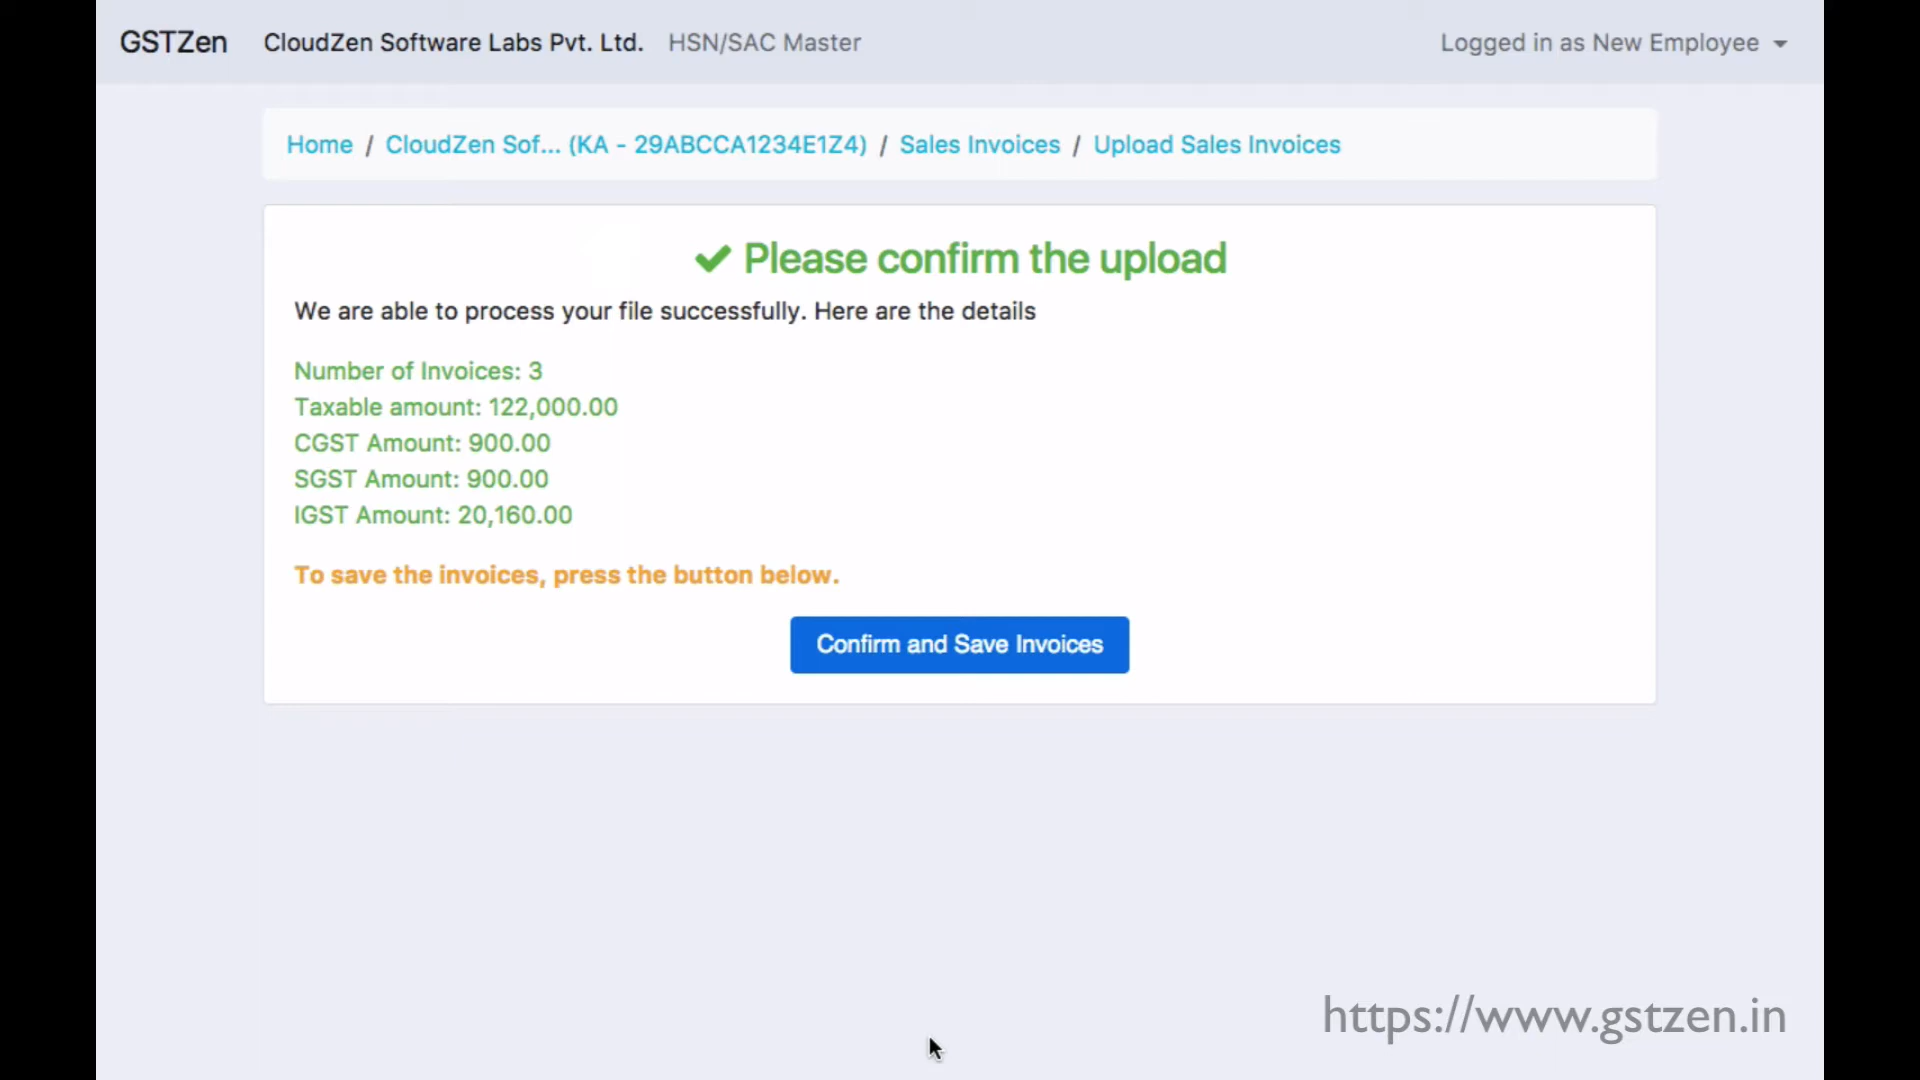 GSTZen CloudZen Software Labs Pvt. Ltd. HSN/SAC Master Logged in as New Employee
Home / CloudZen Sof... (KA - 29ABCCA1234E1Z4) / Sales Invoices / Upload Sales Invoices
Please confirm the upload
We are able to process your file successfully. Here are the details
Number of Invoices: 3
Taxable amount: 122,000.00
CGST Amount: 900.00
SGST Amount: 900.00
IGST Amount: 20,160.00
To save the invoices, press the button below.
Confirm and Save Invoices
https://www.gstzen.in